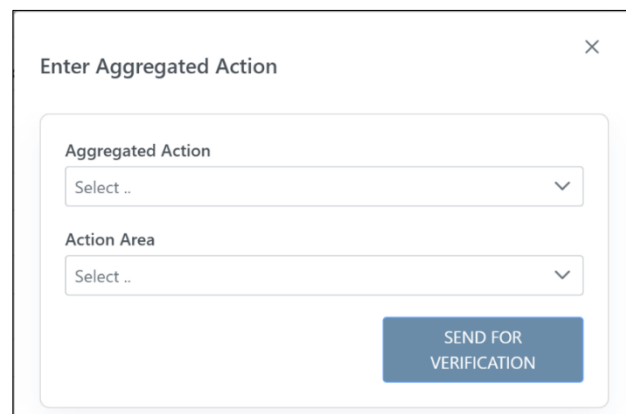 Enter Aggregated Action
Aggregated Action
Select ..
Action Area
Select ..
SEND FOR
VERIFICATION